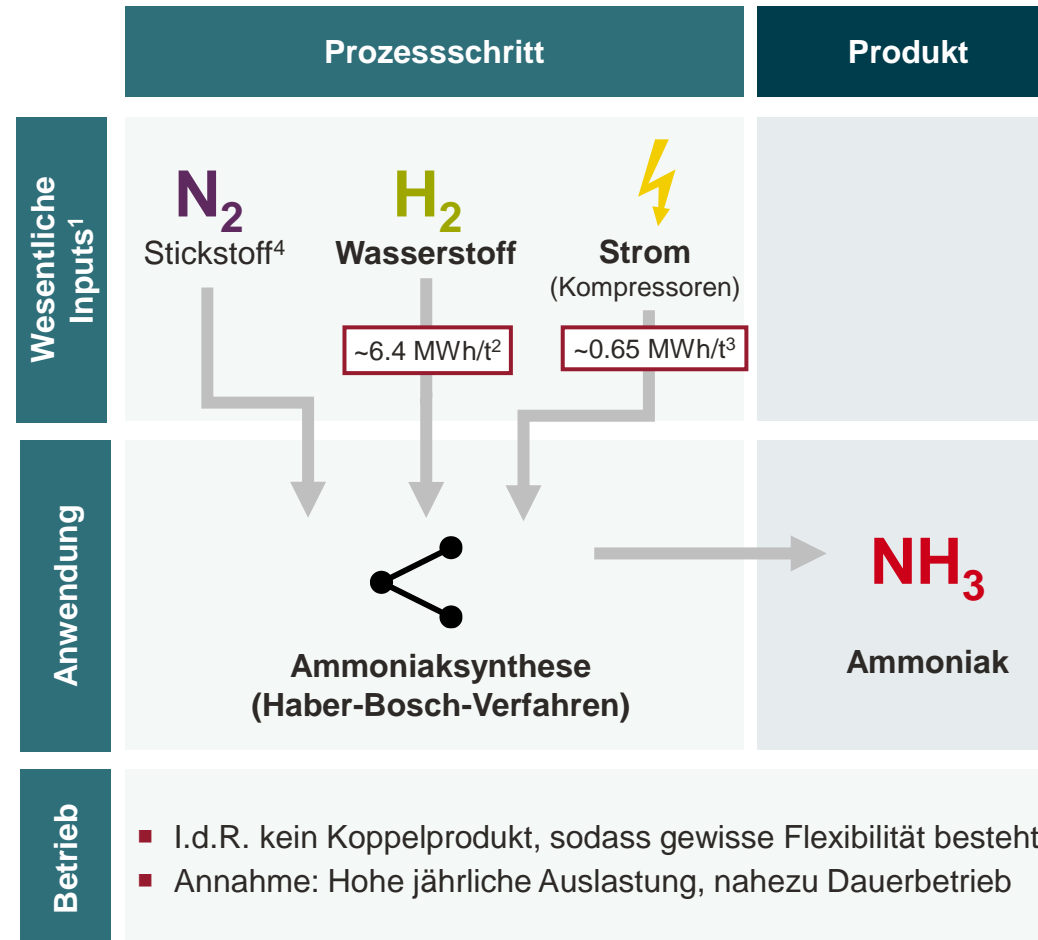 Prozessschritt
Produkt
Wesentliche
Inputs¹
N₂
Stickstoff⁴
H₂
Wasserstoff
Strom
(Kompressoren)
~6.4 MWh/t²
~0.65 MWh/t³
Anwendung
Ammoniaksynthese
(Haber-Bosch-Verfahren)
NH₃
Ammoniak
Betrieb
▪ I.d.R. kein Koppelprodukt, sodass gewisse Flexibilität besteht
▪ Annahme: Hohe jährliche Auslastung, nahezu Dauerbetrieb